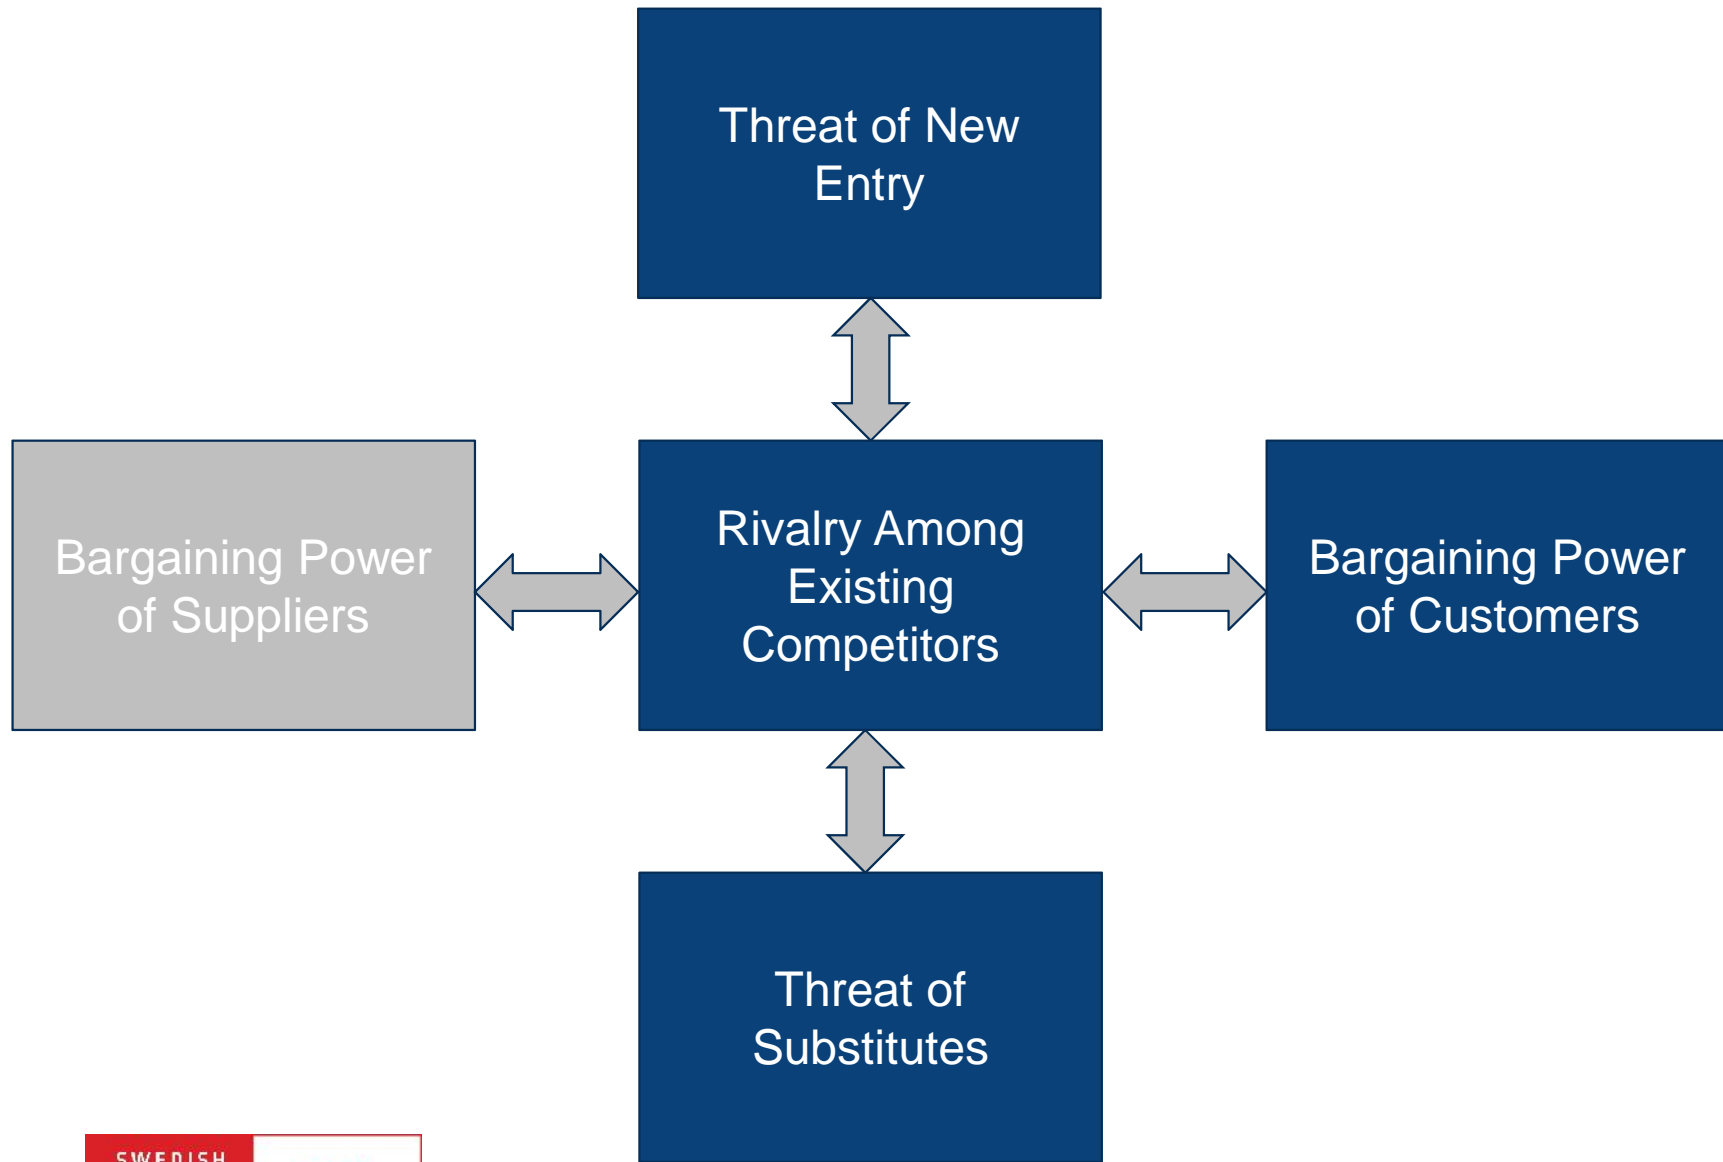 Threat of New
Entry
Bargaining Power
of Suppliers
Rivalry Among
Existing
Competitors
Bargaining Power
of Customers
Threat of
Substitutes
SWEDISH